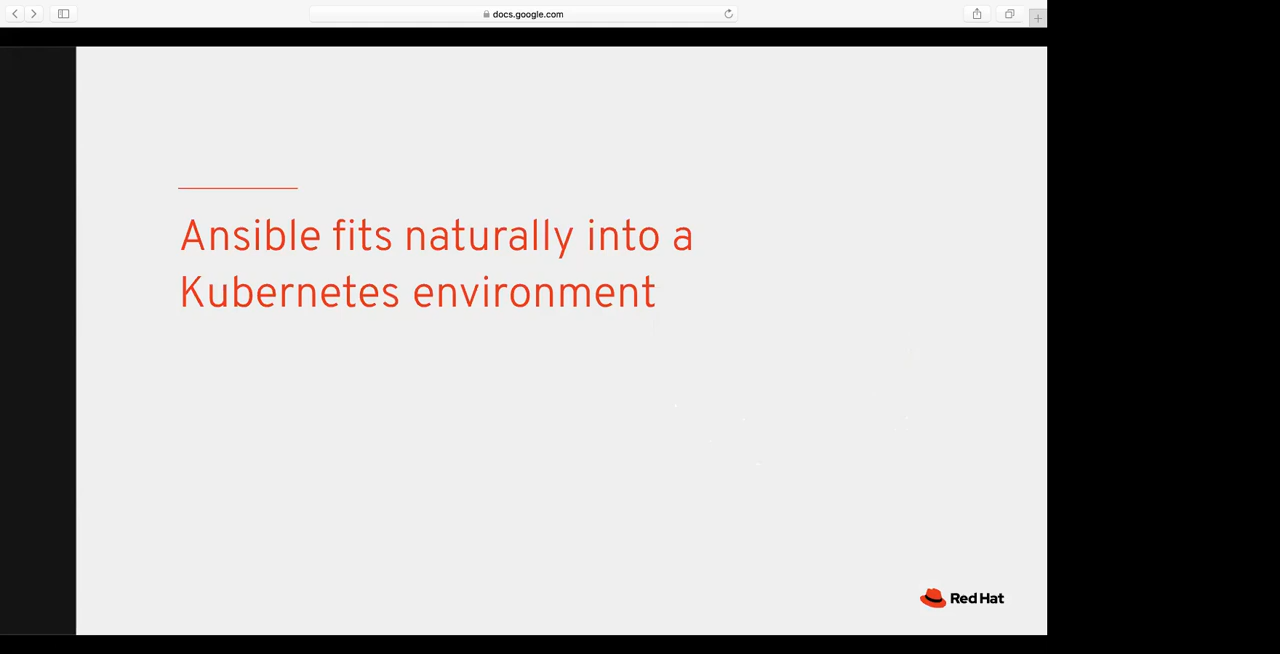 docs.google.com
Ansible fits naturally into a
Kubernetes environment
Red Hat